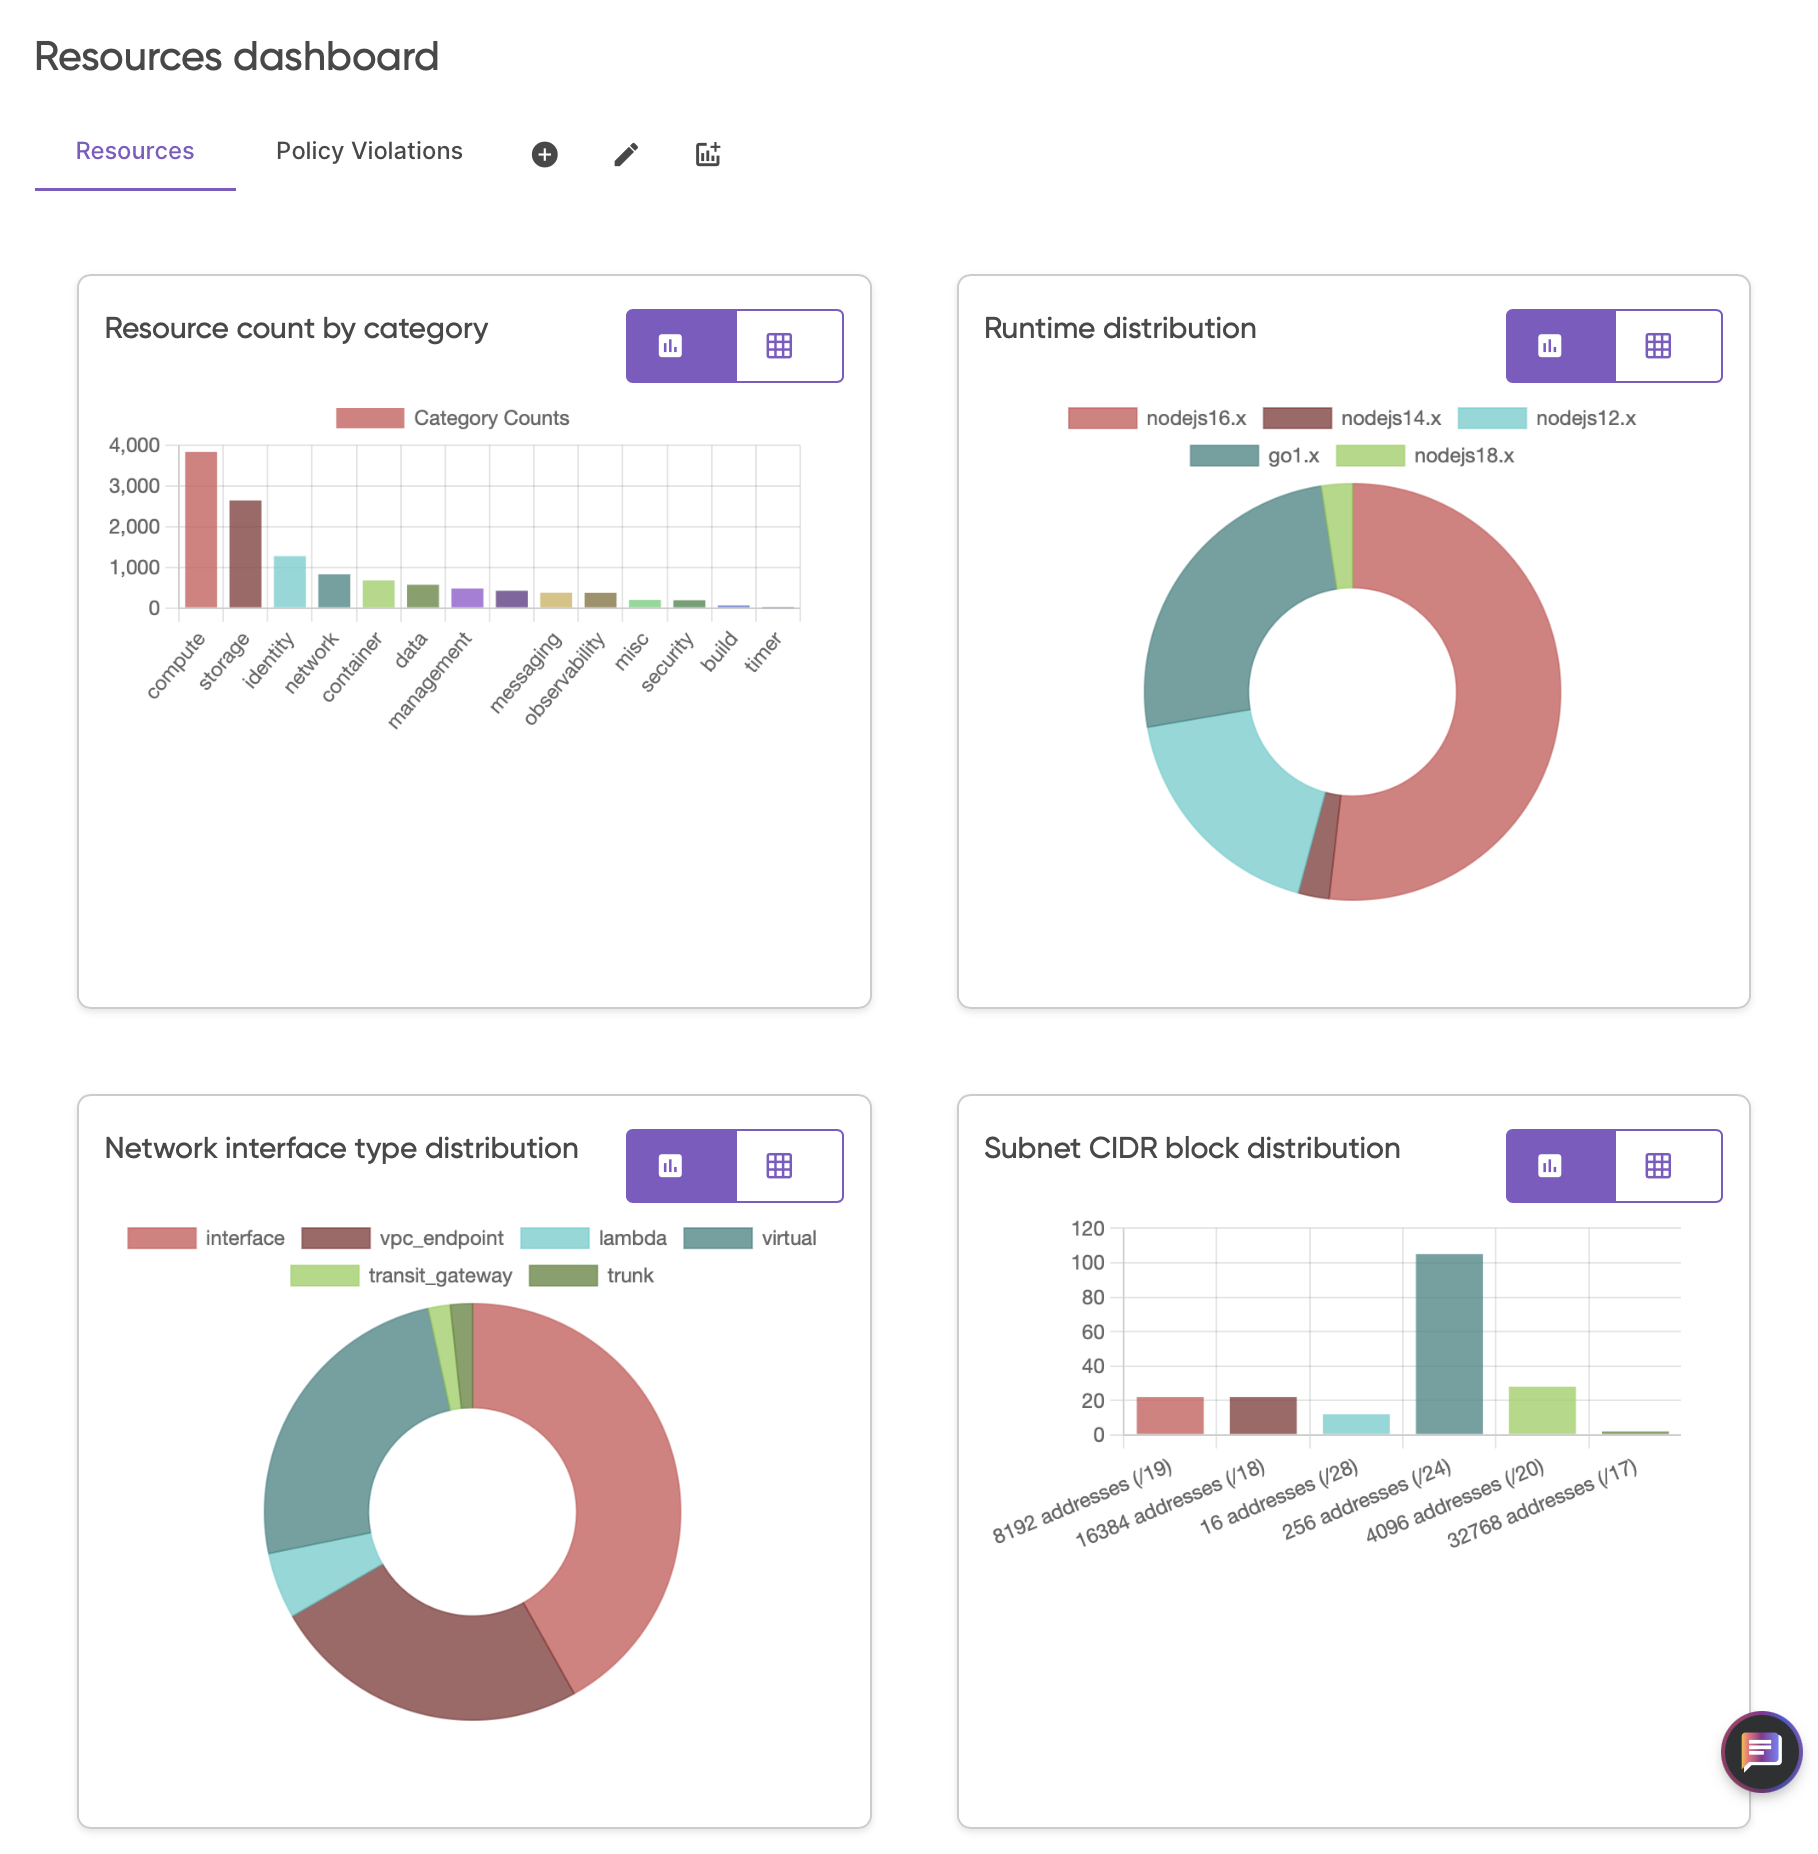 Resources dashboard
Resources Policy Violations
Resource count by category
Category Counts
4,000
3,000
2,000
1,000
0
compute storage identity network container data management messaging observability misc security build timer
Runtime distribution
nodejs16.x nodejs14.x nodejs12.x
go1.x nodejs18.x
Network interface type distribution
interface vpc_endpoint lambda virtual
transit_gateway trunk
Subnet CIDR block distribution
120
100
80
60
40
20
0
8192 addresses (/19) 16384 addresses (/18) 16 addresses (/28) 256 addresses (/24) 4096 addresses (/20) 32768 addresses (/17)